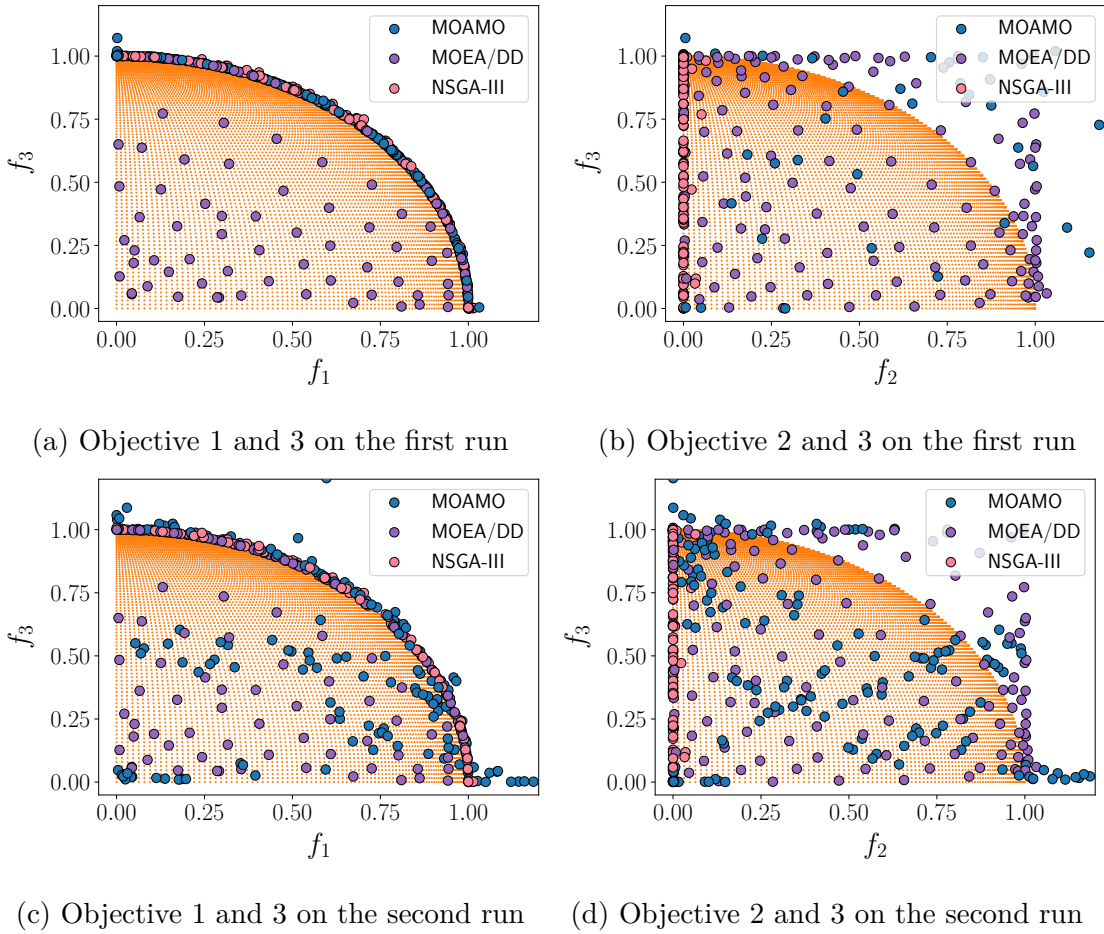 1.00
0.75
0.50
0.25
0.00
f3
0.00 0.25 0.50 0.75 1.00
f1
MOAMO
MOEA/DD
NSGA-III
1.00
0.75
0.50
0.25
0.00
f3
0.00 0.25 0.50 0.75 1.00
f2
MOAMO
MOEA/DD
NSGA-III
(a) Objective 1 and 3 on the first run
(b) Objective 2 and 3 on the first run
1.00
0.75
0.50
0.25
0.00
f3
0.00 0.25 0.50 0.75 1.00
f1
MOAMO
MOEA/DD
NSGA-III
1.00
0.75
0.50
0.25
0.00
f3
0.00 0.25 0.50 0.75 1.00
f2
MOAMO
MOEA/DD
NSGA-III
(c) Objective 1 and 3 on the second run
(d) Objective 2 and 3 on the second run